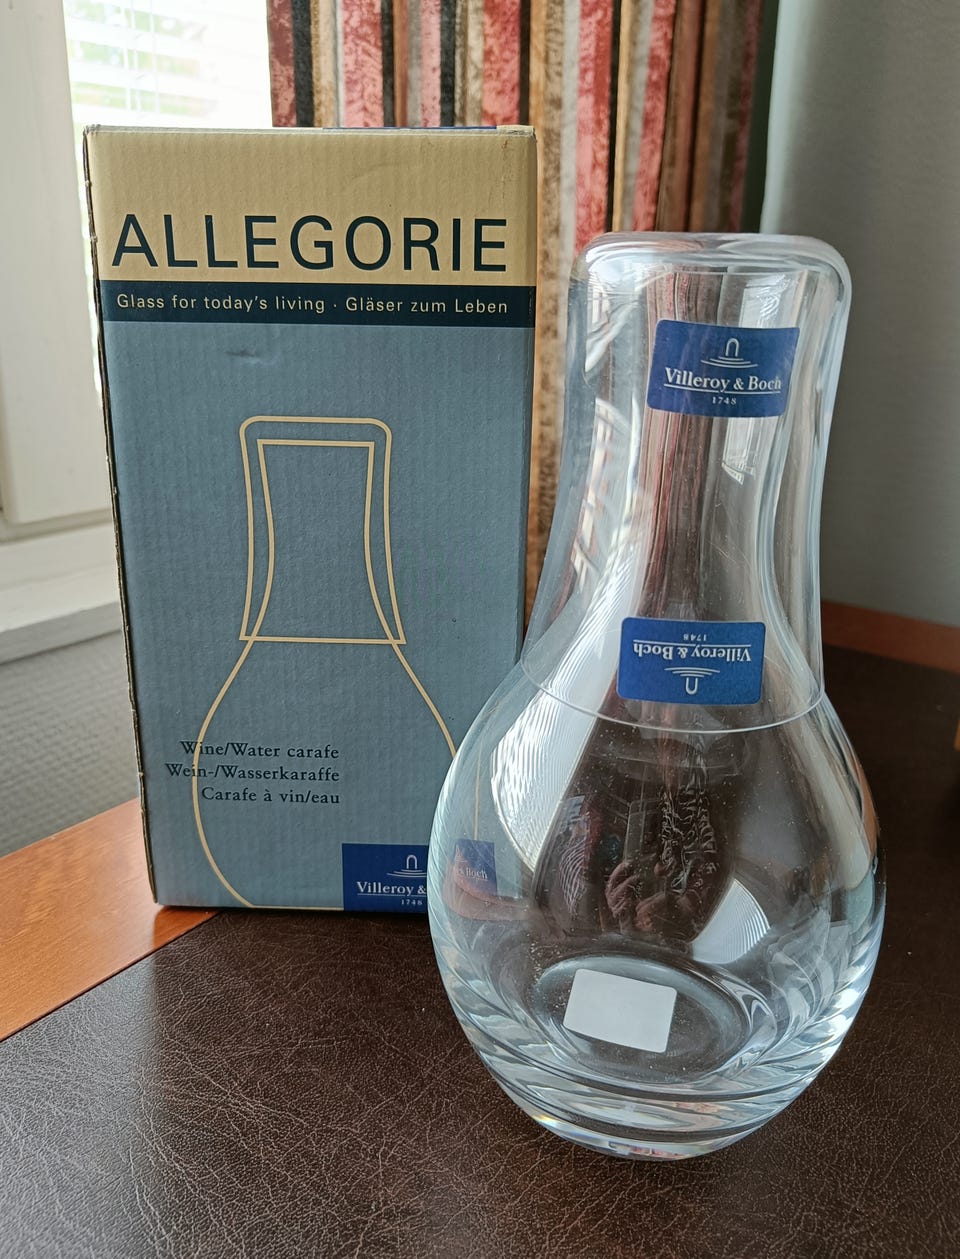 ALLEGORIE
Glass for today's living · Gläser zum Leben
Wine/Water carafe
Wein-/Wasserkaraffe
Carafe à vin/eau
Villeroy &
1748
Villeroy & Boch
1748
Villeroy & Boch
1748
Boch